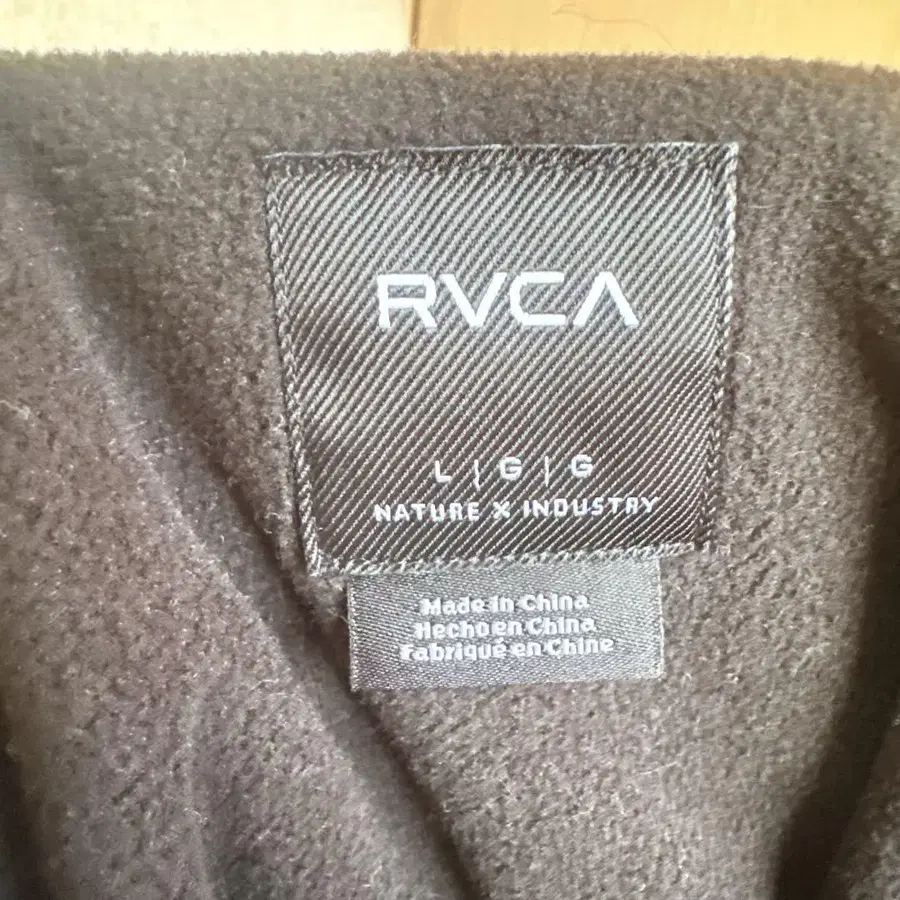 RVCA
L | G | G
NATURE X INDUSTRY
Made in China
Hecho en China
Fabriqué en Chine